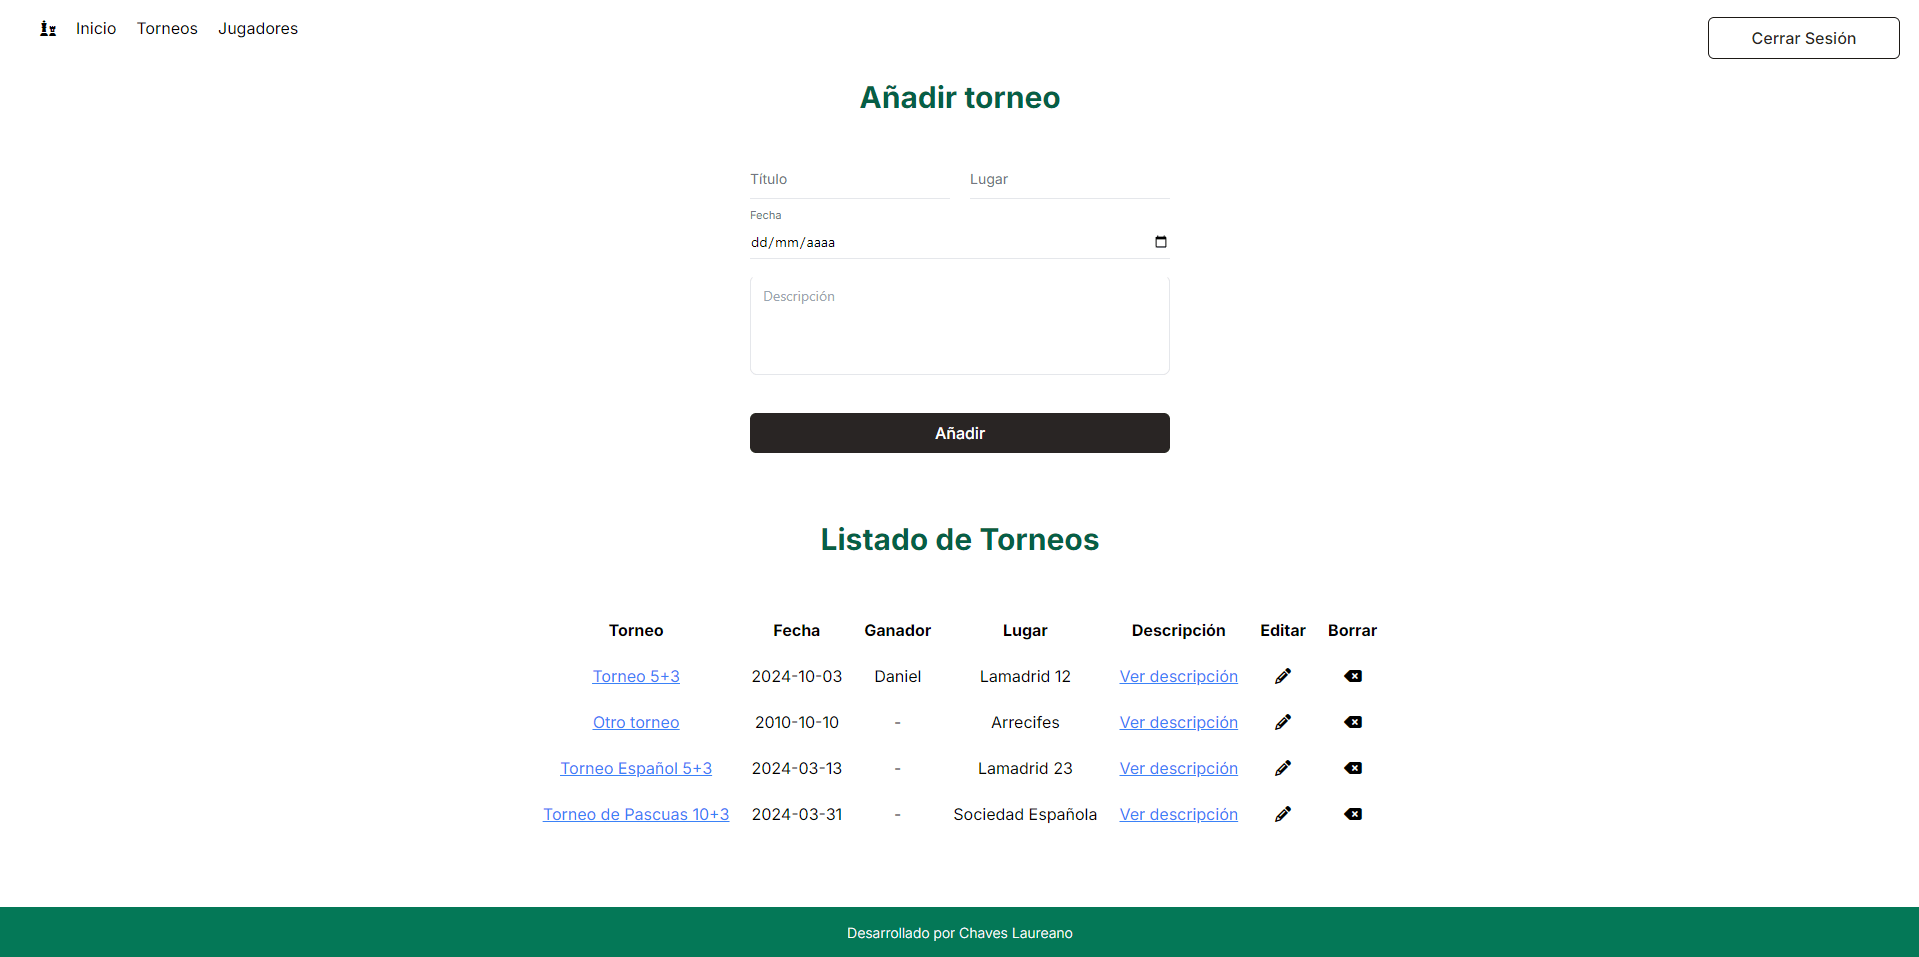 Inicio Torneos Jugadores Cerrar Sesión
Añadir torneo
Título Lugar
Fecha
dd/mm/aaaa
Descripción
Añadir
Listado de Torneos
Torneo Fecha Ganador Lugar Descripción Editar Borrar
Torneo 5+3 2024-10-03 Daniel Lamadrid 12 Ver descripción
Otro torneo 2010-10-10 - Arrecifes Ver descripción
Torneo Español 5+3 2024-03-13 - Lamadrid 23 Ver descripción
Torneo de Pascuas 10+3 2024-03-31 - Sociedad Española Ver descripción
Desarrollado por Chaves Laureano